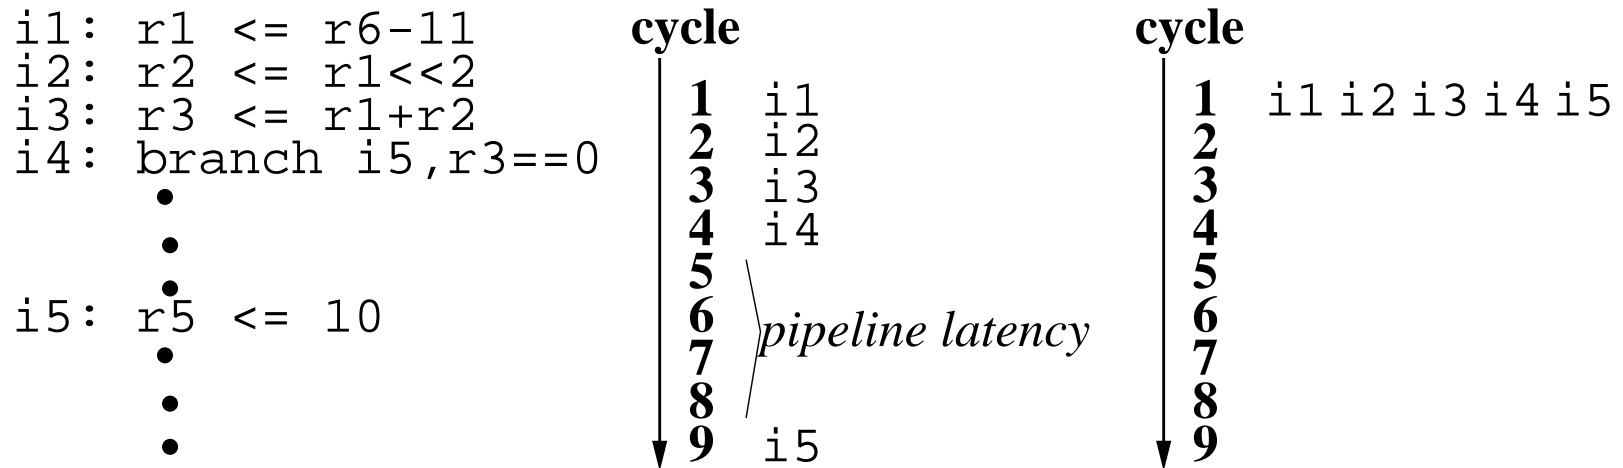 i1: r1 <= r6-11
i2: r2 <= r1<<2
i3: r3 <= r1+r2
i4: branch i5,r3==0
i5: r5 <= 10
cycle
1 i1
2 i2
3 i3
4 i4
5
6
pipeline latency
7
8
9 i5
cycle
1 i1 i2 i3 i4 i5
2
3
4
5
6
7
8
9